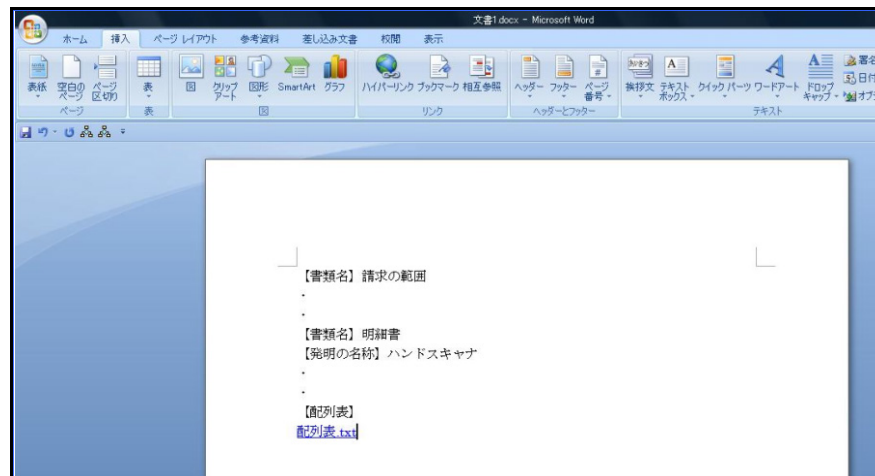 文書1.docx - Microsoft Word
ホーム 挿入 ページ レイアウト 参考資料 差し込み文書 校閲 表示
表紙 空白のページ ページ区切り 表 図 クリップアート 図形 SmartArt グラフ ハイパーリンク ブックマーク 相互参照 ヘッダー フッター ページ番号 挨拶文 テキストボックス クイック パーツ ワードアート ドロップキャップ 署名 日付 オブ
ページ 表 図 リンク ヘッダーとフッター テキスト
【書類名】請求の範囲
・
・
【書類名】明細書
【発明の名称】ハンドスキャナ
・
・
【配列表】
配列表.txt